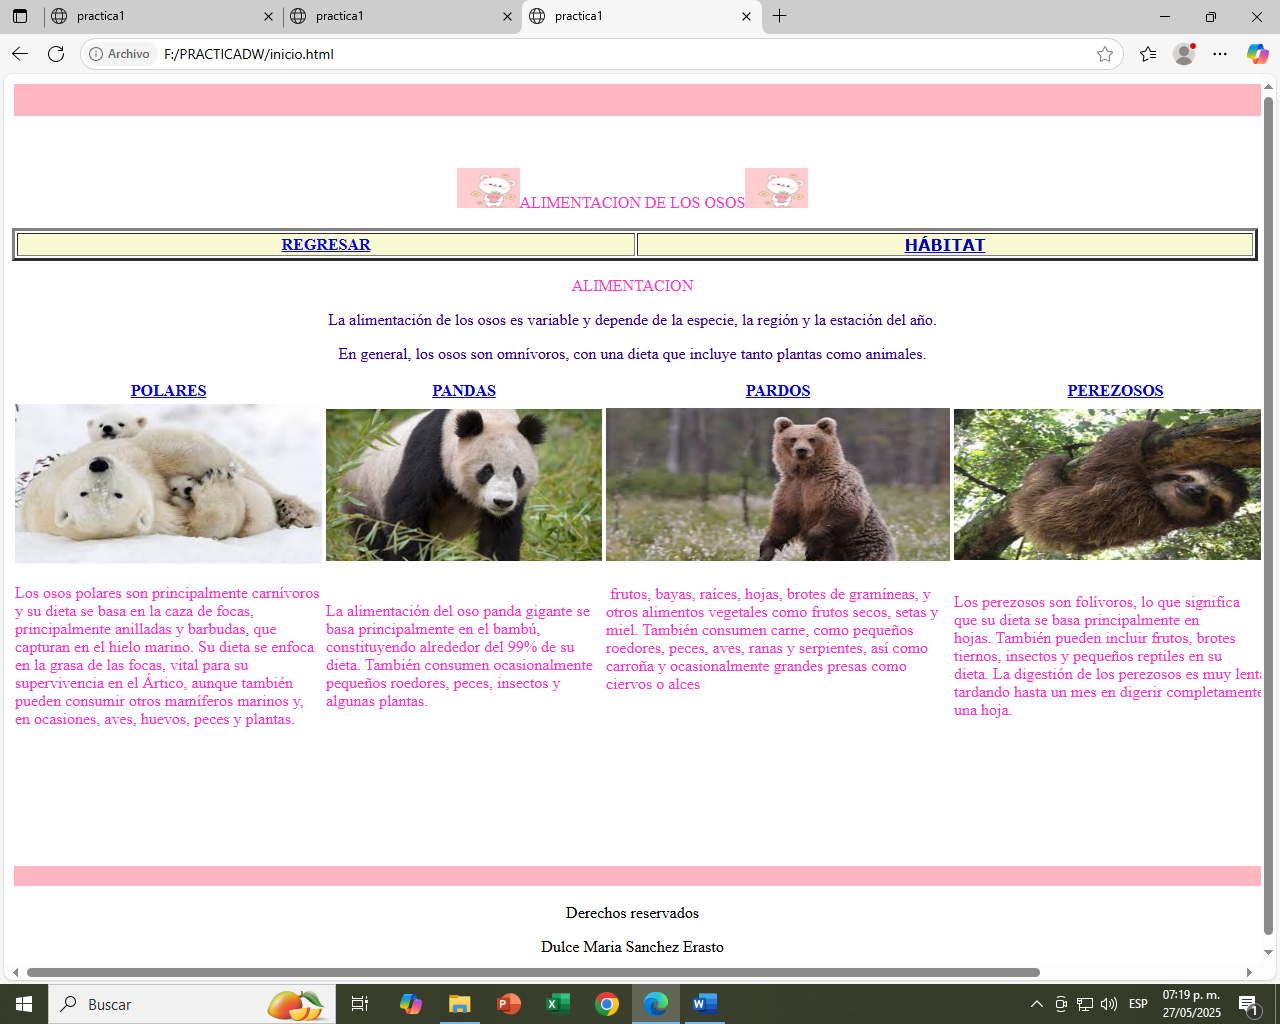 practica1
practica1
practica1
Archivo
F:/PRACTICADW/inicio.html
ALIMENTACION DE LOS OSOS
REGRESAR
HÁBITAT
ALIMENTACION
La alimentación de los osos es variable y depende de la especie, la región y la estación del año.
En general, los osos son omnívoros, con una dieta que incluye tanto plantas como animales.
POLARES
PANDAS
PARDOS
PEREZOSOS
Los osos polares son principalmente carnívoros
y su dieta se basa en la caza de focas,
principalmente anilladas y barbudas, que
capturan en el hielo marino. Su dieta se enfoca
en la grasa de las focas, vital para su
supervivencia en el Ártico, aunque también
pueden consumir otros mamíferos marinos y,
en ocasiones, aves, huevos, peces y plantas.
La alimentación del oso panda gigante se
basa principalmente en el bambú,
constituyendo alrededor del 99% de su
dieta. También consumen ocasionalmente
pequeños roedores, peces, insectos y
algunas plantas.
frutos, bayas, raíces, hojas, brotes de gramíneas, y
otros alimentos vegetales como frutos secos, setas y
miel. También consumen carne, como pequeños
roedores, peces, aves, ranas y serpientes, así como
carroña y ocasionalmente grandes presas como
ciervos o alces
Los perezosos son folívoros, lo que significa
que su dieta se basa principalmente en
hojas. También pueden incluir frutos, brotes
tiernos, insectos y pequeños reptiles en su
dieta. La digestión de los perezosos es muy lenta
tardando hasta un mes en digerir completamente
una hoja.
Derechos reservados
Dulce Maria Sanchez Erasto
Buscar
ESP
07:19 p. m.
27/05/2025
1